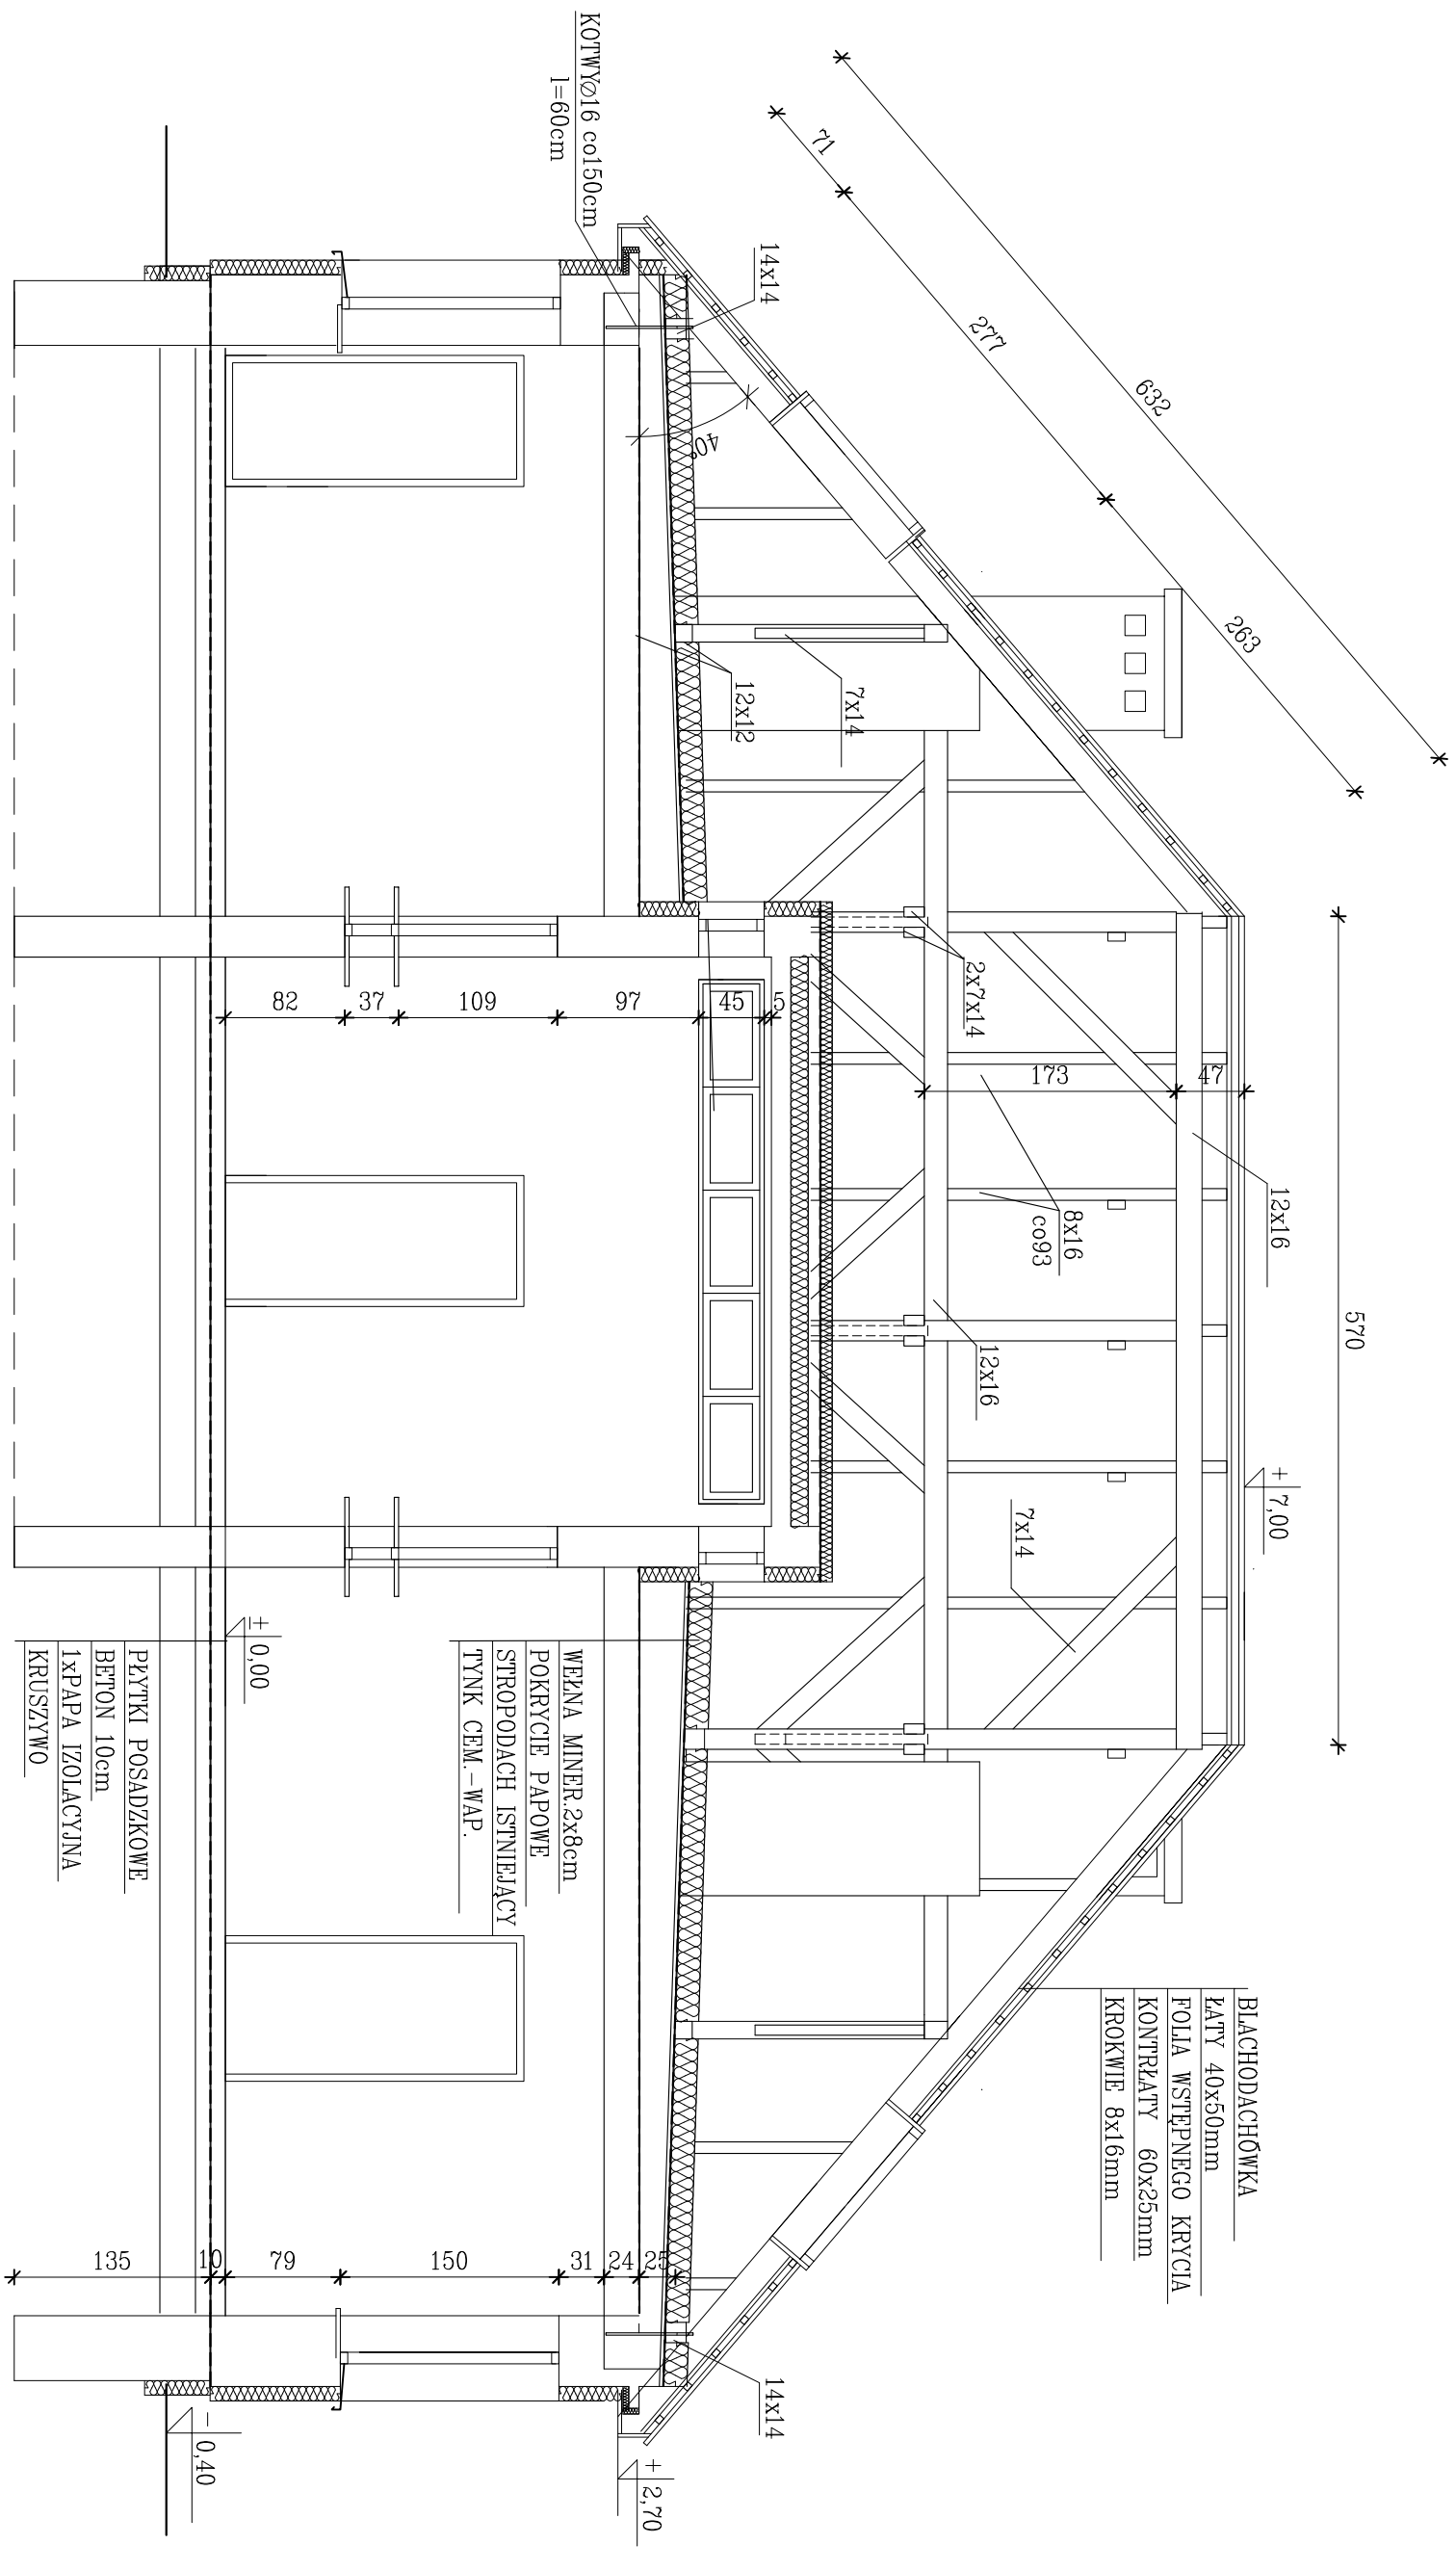 632
71
277
263
570
+ 7,00
12x16
47
173
8x16
co93
2x7x14
12x16
7x14
7x14
12x12
14x14
40°
KOTWYØ16 co150cm
l=60cm
BLACHODACHÓWKA
ŁATY 40x50mm
FOLIA WSTĘPNEGO KRYCIA
KONTRŁATY 60x25mm
KROKWIE 8x16mm
5
45
97
109
37
82
WEŁNA MINER.2x8cm
POKRYCIE PAPOWE
STROPODACH ISTNIEJĄCY
TYNK CEM.-WAP.
± 0,00
PŁYTKI POSADZKOWE
BETON 10cm
1xPAPA IZOLACYJNA
KRUSZYWO
25
24
31
150
79
10
135
14x14
+ 2,70
- 0,40